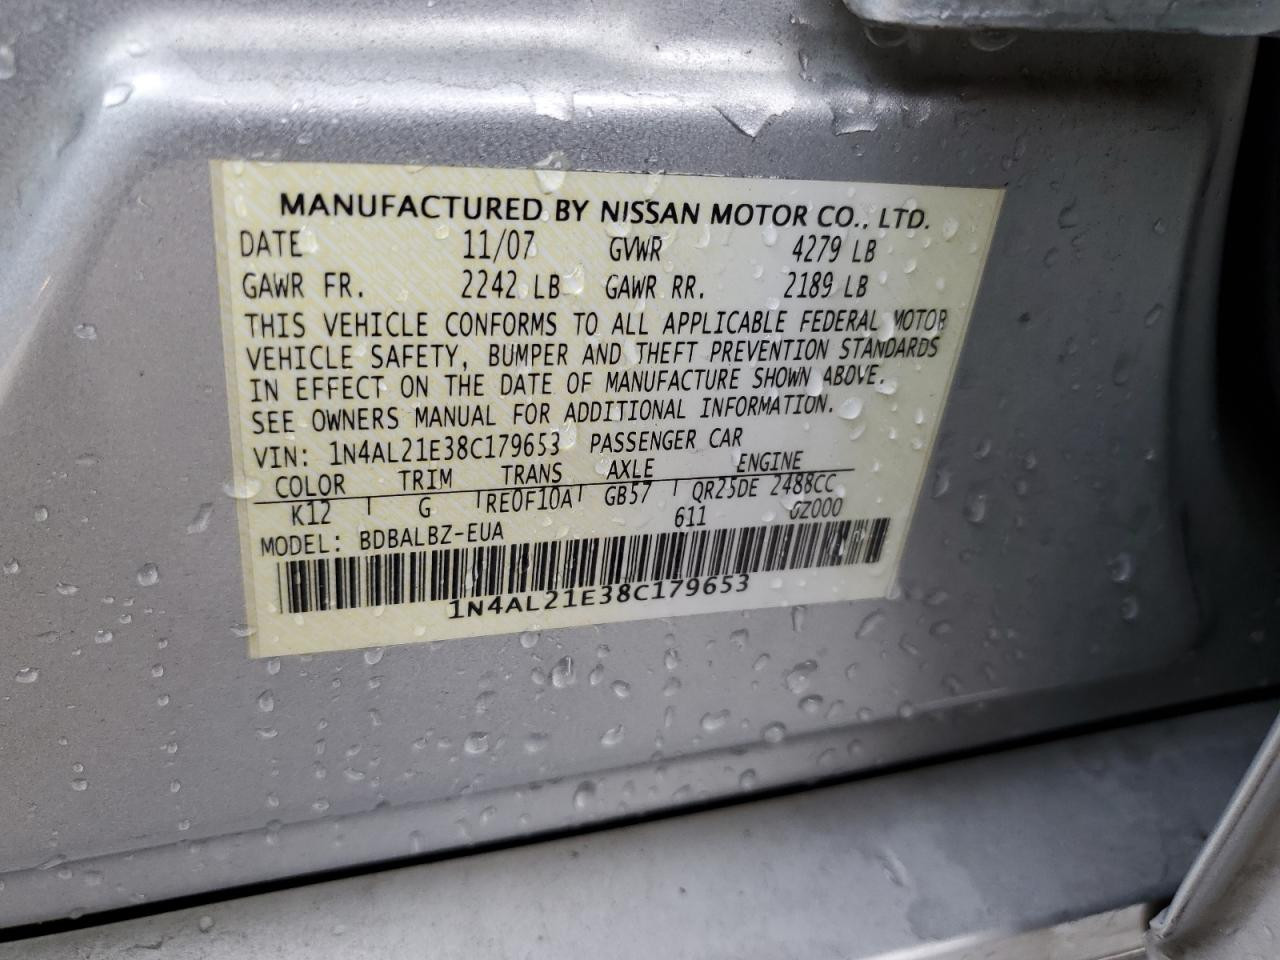 MANUFACTURED BY NISSAN MOTOR CO., LTD.
DATE 11/07 GVWR 4279 LB
GAWR FR. 2242 LB GAWR RR. 2189 LB
THIS VEHICLE CONFORMS TO ALL APPLICABLE FEDERAL MOTOR
VEHICLE SAFETY, BUMPER AND THEFT PREVENTION STANDARDS
IN EFFECT ON THE DATE OF MANUFACTURE SHOWN ABOVE.
SEE OWNERS MANUAL FOR ADDITIONAL INFORMATION.
VIN: 1N4AL21E38C179653 PASSENGER CAR
COLOR TRIM TRANS AXLE ENGINE
K12 G RE0F10A GB57 QR25DE 2488CC
611 GZ000
MODEL: BDBALBZ-EUA
1N4AL21E38C179653